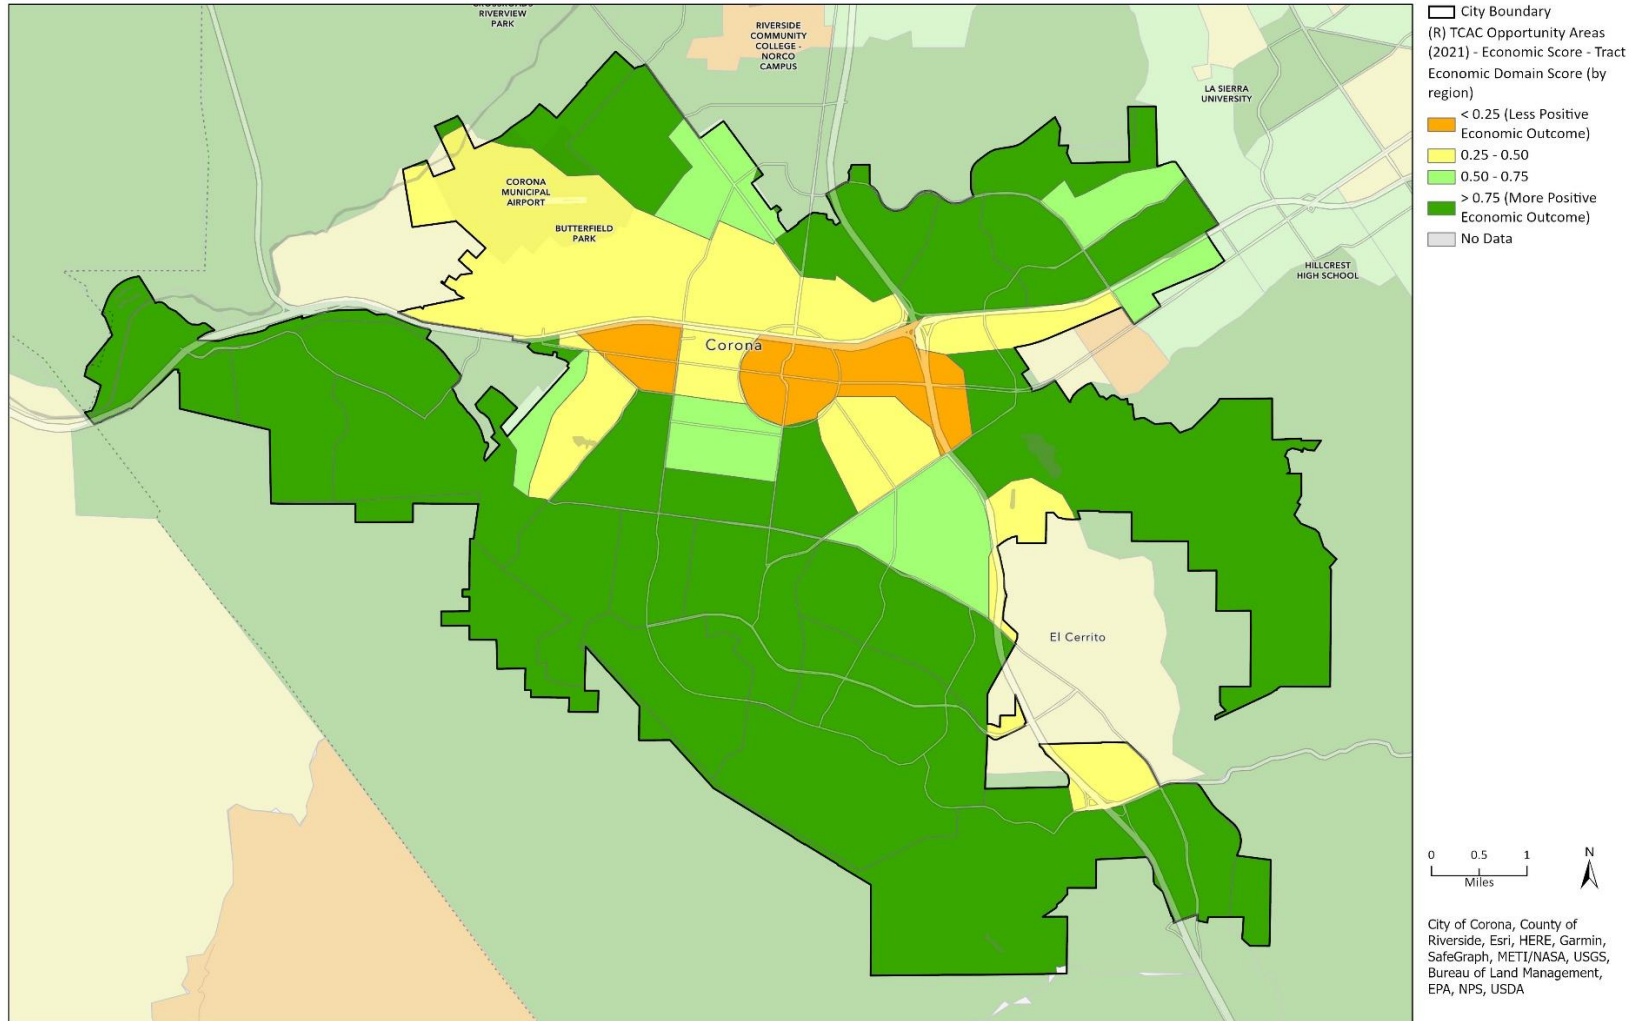 CROSSROADS
RIVERVIEW
PARK
RIVERSIDE
COMMUNITY
COLLEGE -
NORCO
CAMPUS
LA SIERRA
UNIVERSITY
CORONA
MUNICIPAL
AIRPORT
BUTTERFIELD
PARK
HILLCREST
HIGH SCHOOL
Corona
El Cerrito
City Boundary
(R) TCAC Opportunity Areas
(2021) - Economic Score - Tract
Economic Domain Score (by
region)
< 0.25 (Less Positive
Economic Outcome)
0.25 - 0.50
0.50 - 0.75
> 0.75 (More Positive
Economic Outcome)
No Data
0 0.5 1
Miles
N
City of Corona, County of
Riverside, Esri, HERE, Garmin,
SafeGraph, METI/NASA, USGS,
Bureau of Land Management,
EPA, NPS, USDA